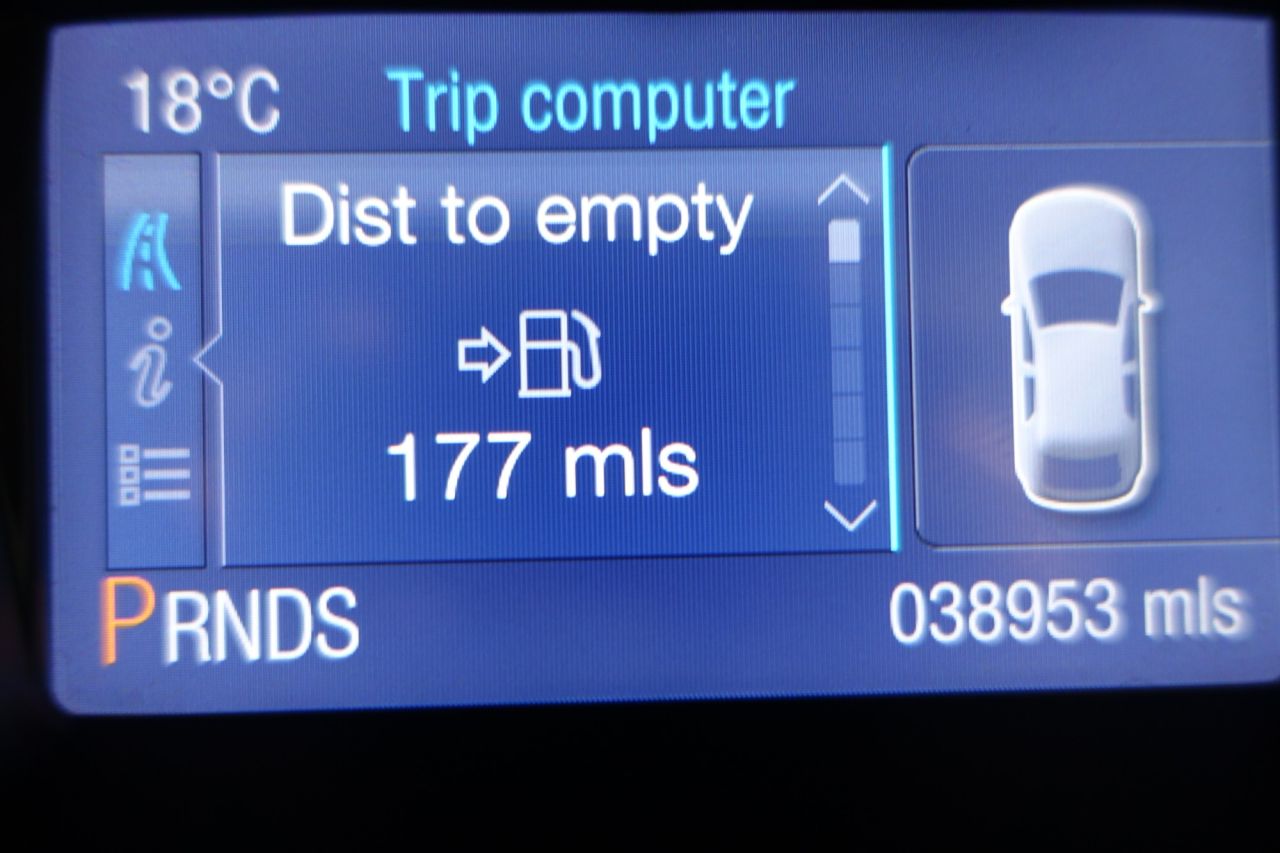 18°C Trip computer
Dist to empty
177 mls
PRNDS 038953 mls